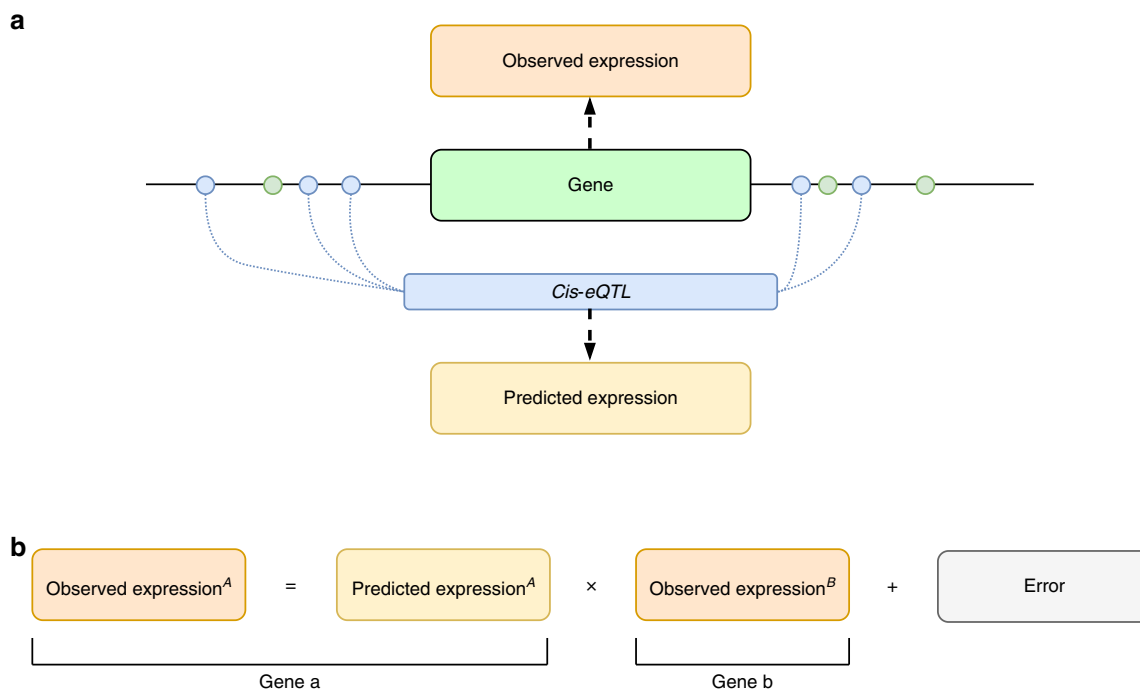 a
Observed expression
Gene
Cis-eQTL
Predicted expression
b
Observed expression^A = Predicted expression^A × Observed expression^B + Error
Gene a Gene b